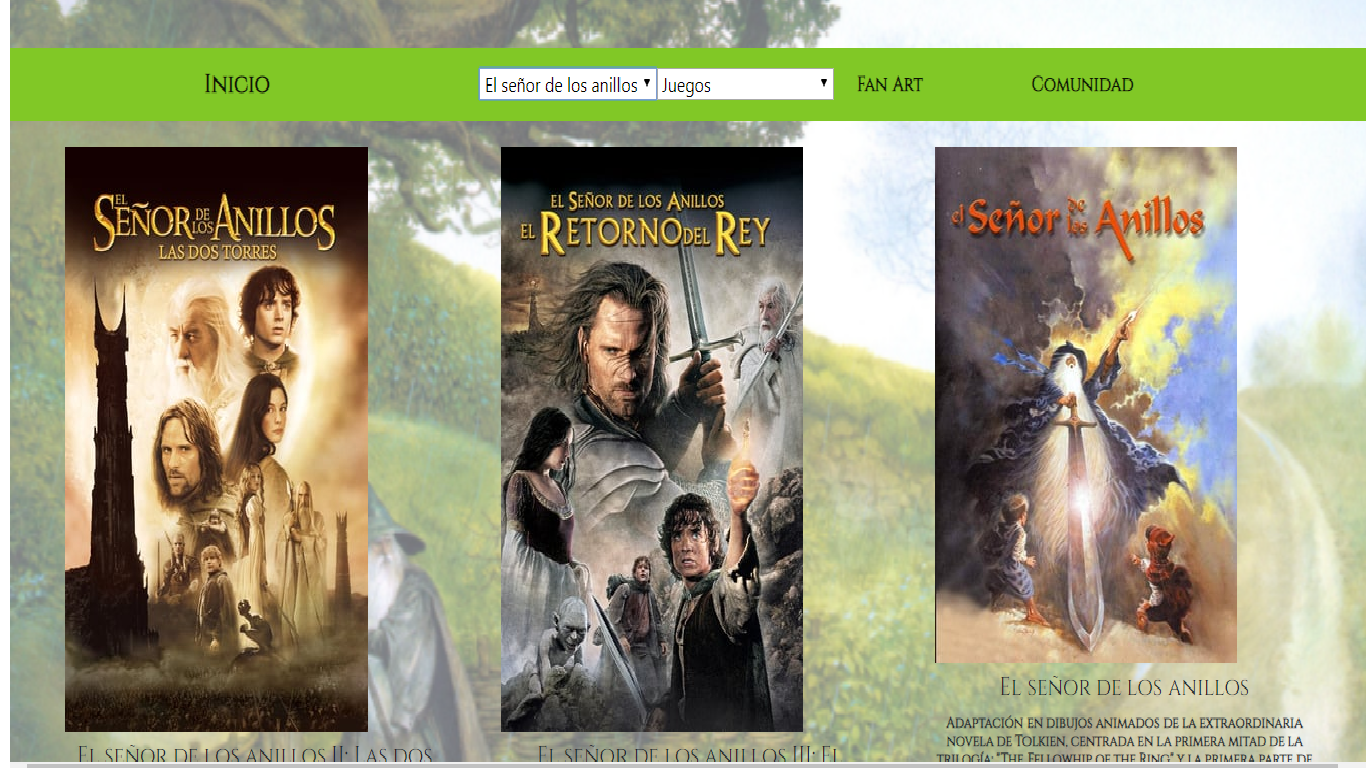 Inicio
El señor de los anillos
Juegos
Fan Art
Comunidad
EL
SEÑOR DE LOS ANILLOS
LAS DOS TORRES
EL SEÑOR DE LOS ANILLOS
EL RETORNO DEL REY
el Señor de los Anillos
El señor de los anillos II: Las dos
El señor de los anillos III: El
El señor de los anillos
Adaptación en dibujos animados de la extraordinaria
novela de Tolkien, centrada en la primera mitad de la
trilogía: "The Fellowhip of the Ring" y la primera parte de